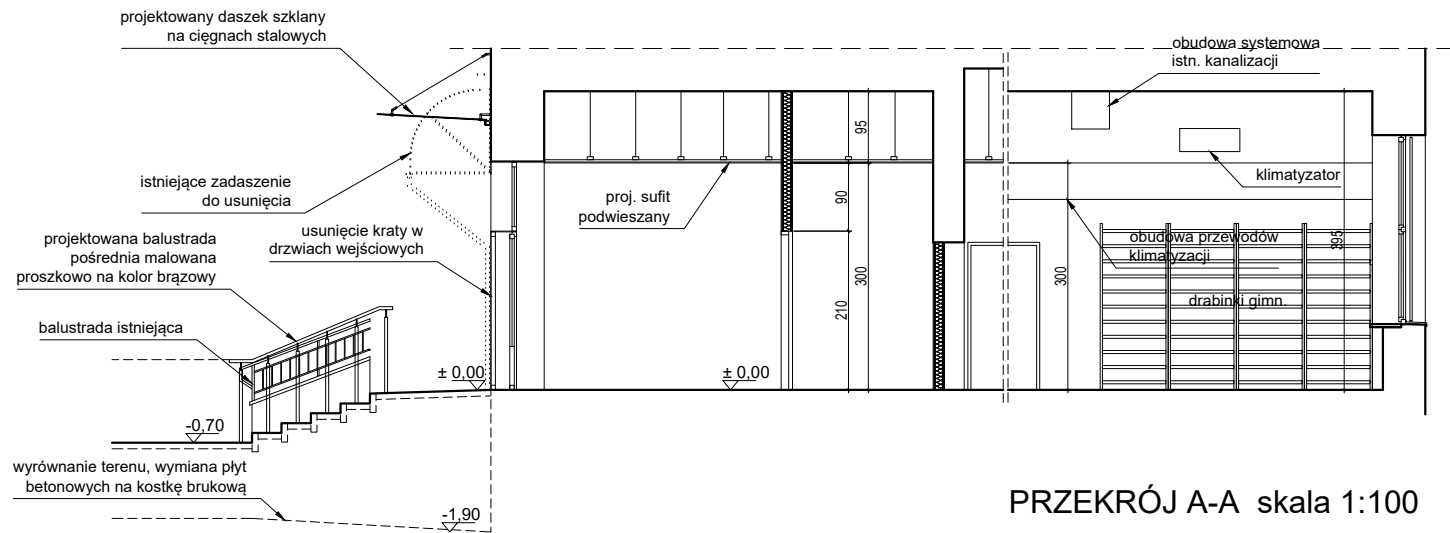 projektowany daszek szklany
na cięgnach stalowych
obudowa systemowa
istn. kanalizacji
95
klimatyzator
istniejące zadaszenie
do usunięcia
proj. sufit
podwieszany
90
usunięcie kraty w
drzwiach wejściowych
projektowana balustrada
pośrednia malowana
proszkowo na kolor brązowy
obudowa przewodów
klimatyzacji
395
300
300
210
drabinki gimn.
balustrada istniejąca
± 0,00
± 0,00
-0,70
wyrównanie terenu, wymiana płyt
betonowych na kostkę brukową
-1,90
PRZEKRÓJ A-A skala 1:100